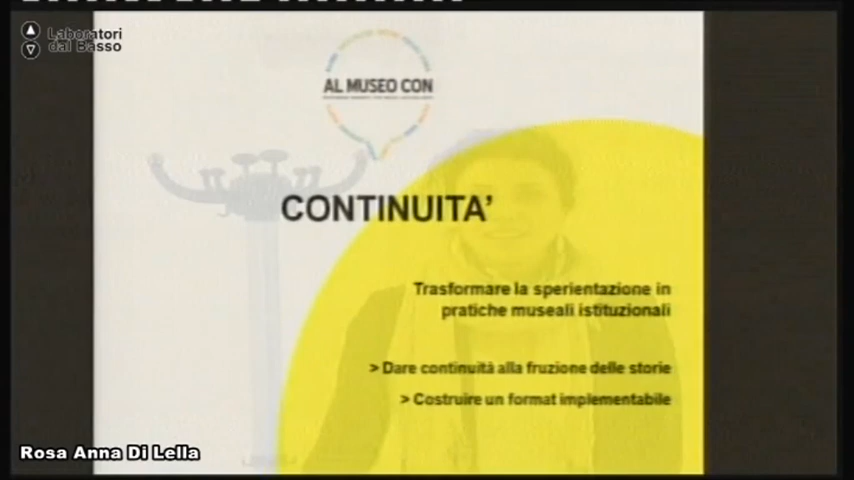 Laboratori
dal Basso
AL MUSEO CON
CONTINUITA'
Trasformare la sperientazione in
pratiche museali istituzionali
> Dare continuità alla fruzione delle storie
> Costruire un format implementabile
Rosa Anna Di Lella